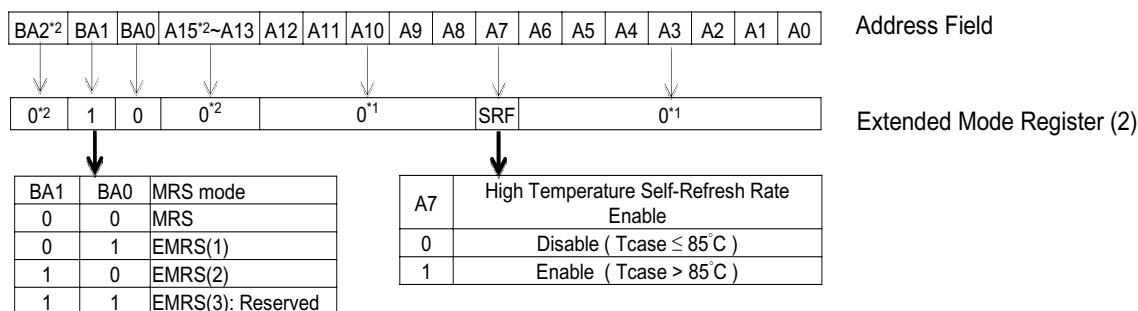 BA2*2 BA1 BA0 A15*2~A13 A12 A11 A10 A9 A8 A7 A6 A5 A4 A3 A2 A1 A0 Address Field
0*2 1 0 0*2 0*1 SRF 0*1 Extended Mode Register (2)
BA1 BA0 MRS mode
0 0 MRS
0 1 EMRS(1)
1 0 EMRS(2)
1 1 EMRS(3): Reserved
A7 High Temperature Self-Refresh Rate
Enable
0 Disable ( Tcase ≤ 85°C )
1 Enable ( Tcase > 85°C )